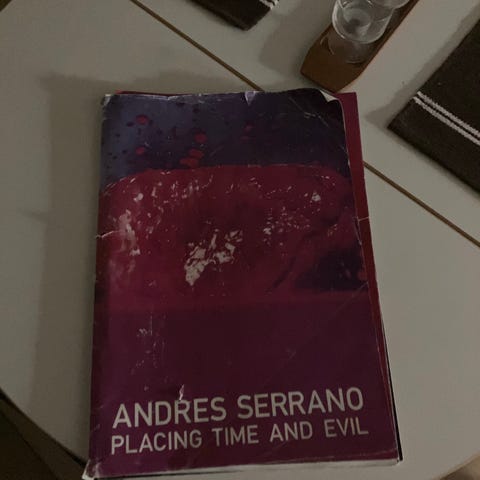 ANDRES SERRANO
PLACING TIME AND EVIL